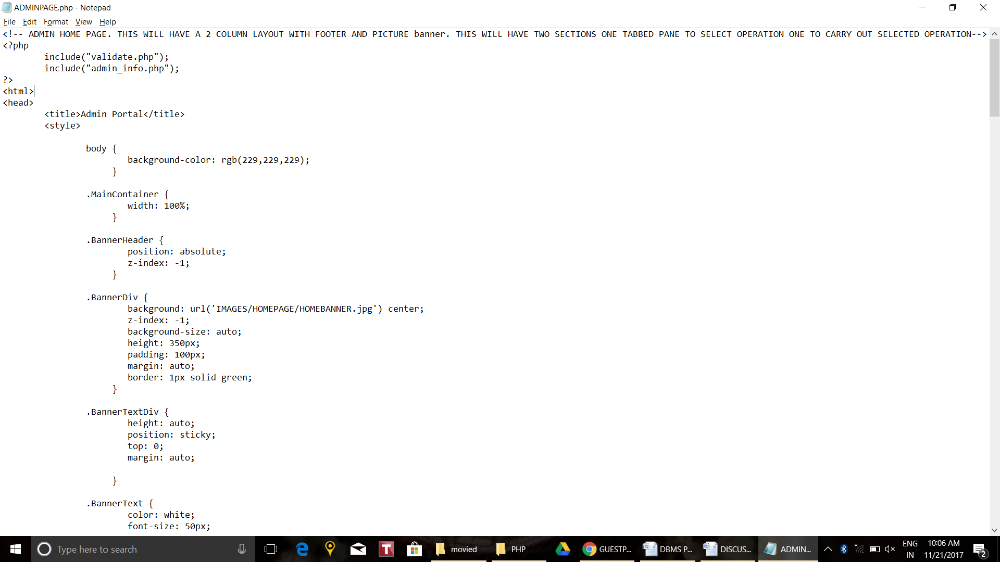 ADMINPAGE.php - Notepad
File Edit Format View Help
<!-- ADMIN HOME PAGE. THIS WILL HAVE A 2 COLUMN LAYOUT WITH FOOTER AND PICTURE banner. THIS WILL HAVE TWO SECTIONS ONE TABBED PANE TO SELECT OPERATION ONE TO CARRY OUT SELECTED OPERATION-->
<?php
include("validate.php");
include("admin_info.php");
?>
<html>
<head>
<title>Admin Portal</title>
<style>
body {
background-color: rgb(229,229,229);
}
.MainContainer {
width: 100%;
}
.BannerHeader {
position: absolute;
z-index: -1;
}
.BannerDiv {
background: url('IMAGES/HOMEPAGE/HOMEBANNER.jpg') center;
z-index: -1;
background-size: auto;
height: 350px;
padding: 100px;
margin: auto;
border: 1px solid green;
}
.BannerTextDiv {
height: auto;
position: sticky;
top: 0;
margin: auto;
}
.BannerText {
color: white;
font-size: 50px;
Type here to search
T
movied
PHP
GUESTP...
DBMS P...
DISCUS...
ADMIN...
ENG
IN
10:06 AM
11/21/2017
2